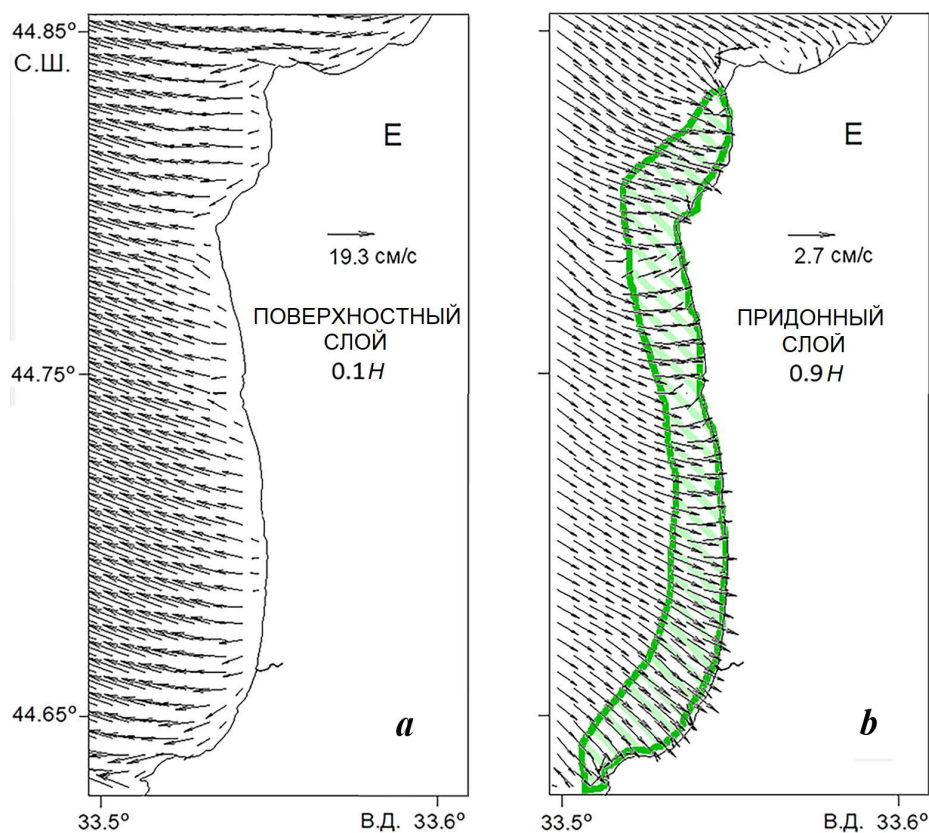 44.85°
С.Ш.
E
19.3 см/с
ПОВЕРХНОСТНЫЙ
СЛОЙ
0.1H
44.75°
44.65°
a
33.5°
В.Д. 33.6°
E
2.7 см/с
ПРИДОННЫЙ
СЛОЙ
0.9H
b
33.5°
В.Д. 33.6°